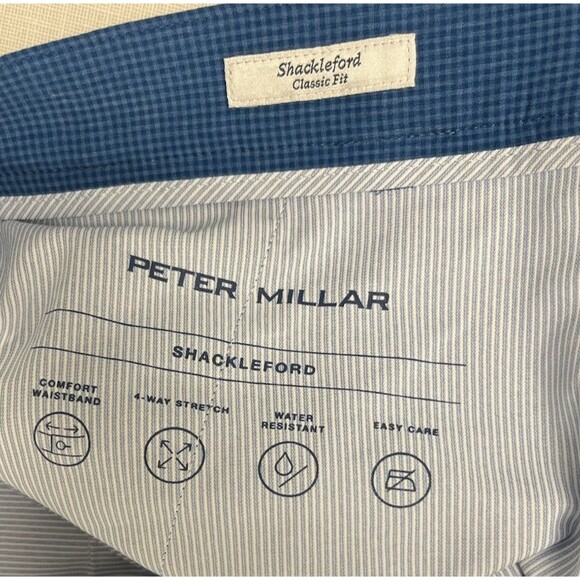 Shackleford
Classic Fit
PETER MILLAR
SHACKLEFORD
COMFORT
WAISTBAND
4-WAY STRETCH
WATER
RESISTANT
EASY CARE